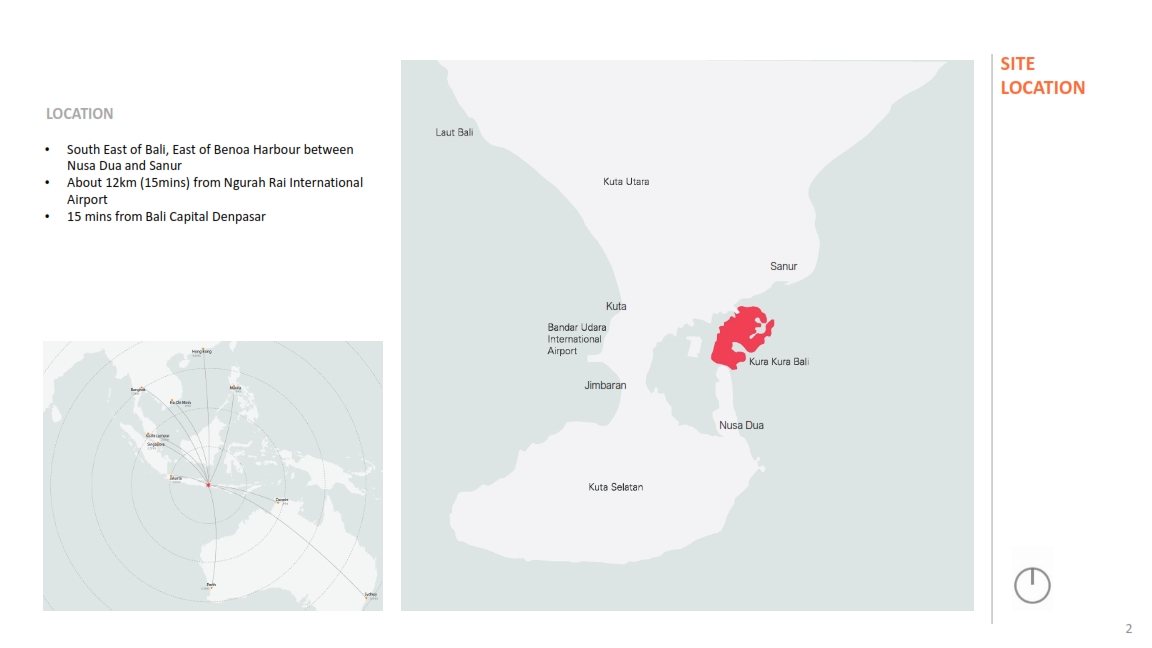 SITE
LOCATION
LOCATION
• South East of Bali, East of Benoa Harbour between
Nusa Dua and Sanur
• About 12km (15mins) from Ngurah Rai International
Airport
• 15 mins from Bali Capital Denpasar
Laut Bali
Kuta Utara
Sanur
Kuta
Bandar Udara
International
Airport
Kura Kura Bali
Jimbaran
Nusa Dua
Kuta Selatan
Hong Kong
Bangkok
Manila
Ho Chi Minh
Kuala Lumpur
Singapore
Jakarta
Darwin
Perth
Sydney
2